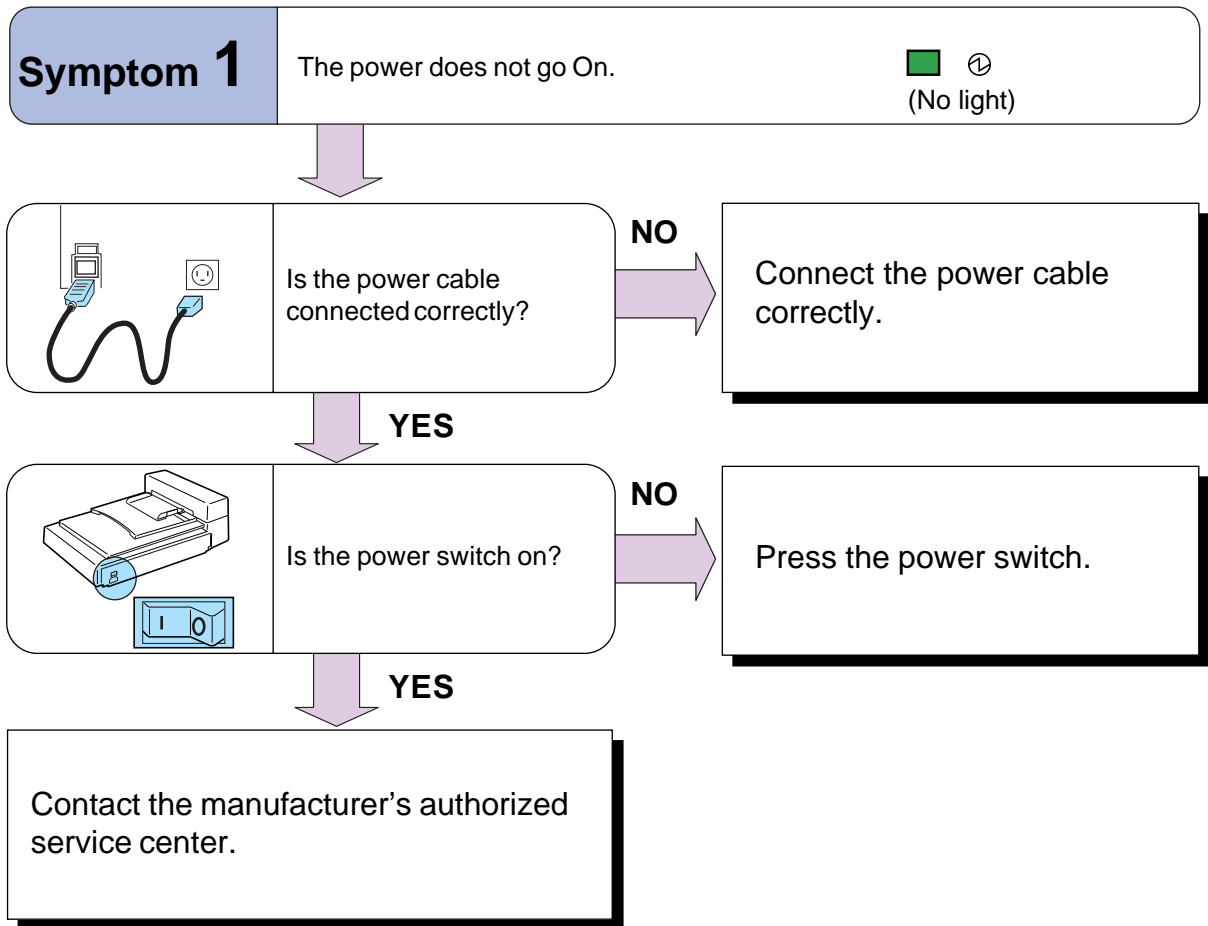 Symptom 1
The power does not go On.
(No light)
Is the power cable
connected correctly?
NO
Connect the power cable
correctly.
YES
I O
Is the power switch on?
NO
Press the power switch.
YES
Contact the manufacturer's authorized
service center.